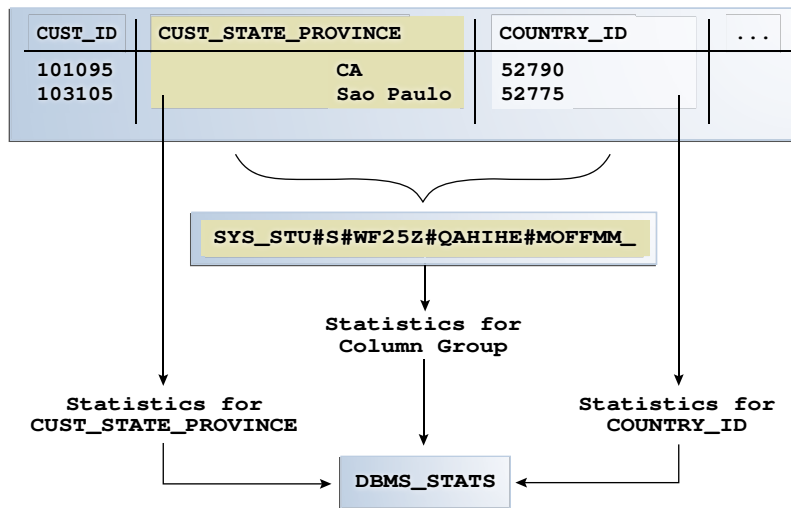 CUST_ID CUST_STATE_PROVINCE COUNTRY_ID ...
101095 CA 52790
103105 Sao Paulo 52775
SYS_STU#S#WF25Z#QAHIHE#MOFFMM_
Statistics for
Column Group
Statistics for
CUST_STATE_PROVINCE
Statistics for
COUNTRY_ID
DBMS_STATS